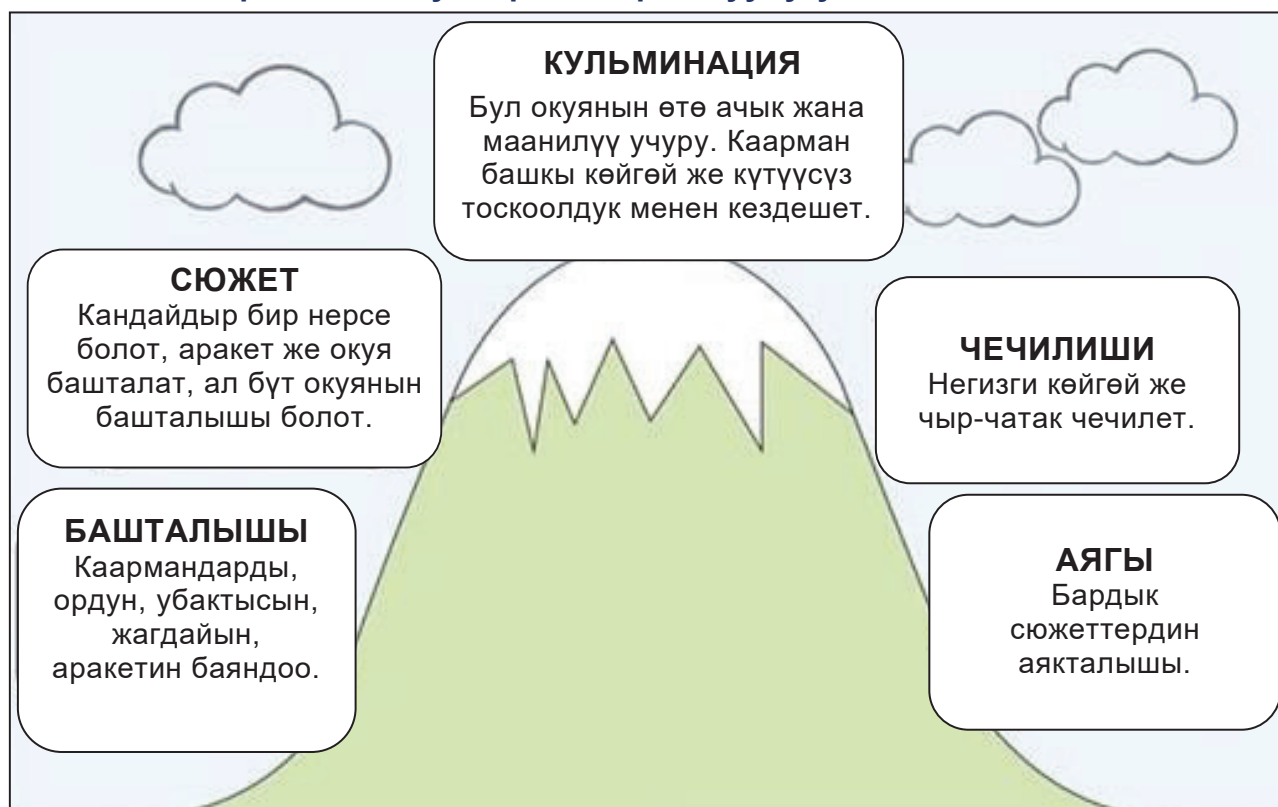 КУЛЬМИНАЦИЯ
Бул окуянын өтө ачык жана
маанилүү учуру. Каарман
башкы көйгөй же күтүүсүз
тоскоолдук менен кездешет.
СЮЖЕТ
Кандайдыр бир нерсе
болот, аракет же окуя
башталат, ал бүт окуянын
башталышы болот.
ЧЕЧИЛИШИ
Негизги көйгөй же
чыр-чатак чечилет.
БАШТАЛЫШЫ
Каармандарды,
ордун, убактысын,
жагдайын,
аракетин баяндоо.
АЯГЫ
Бардык
сюжеттердин
аякталышы.